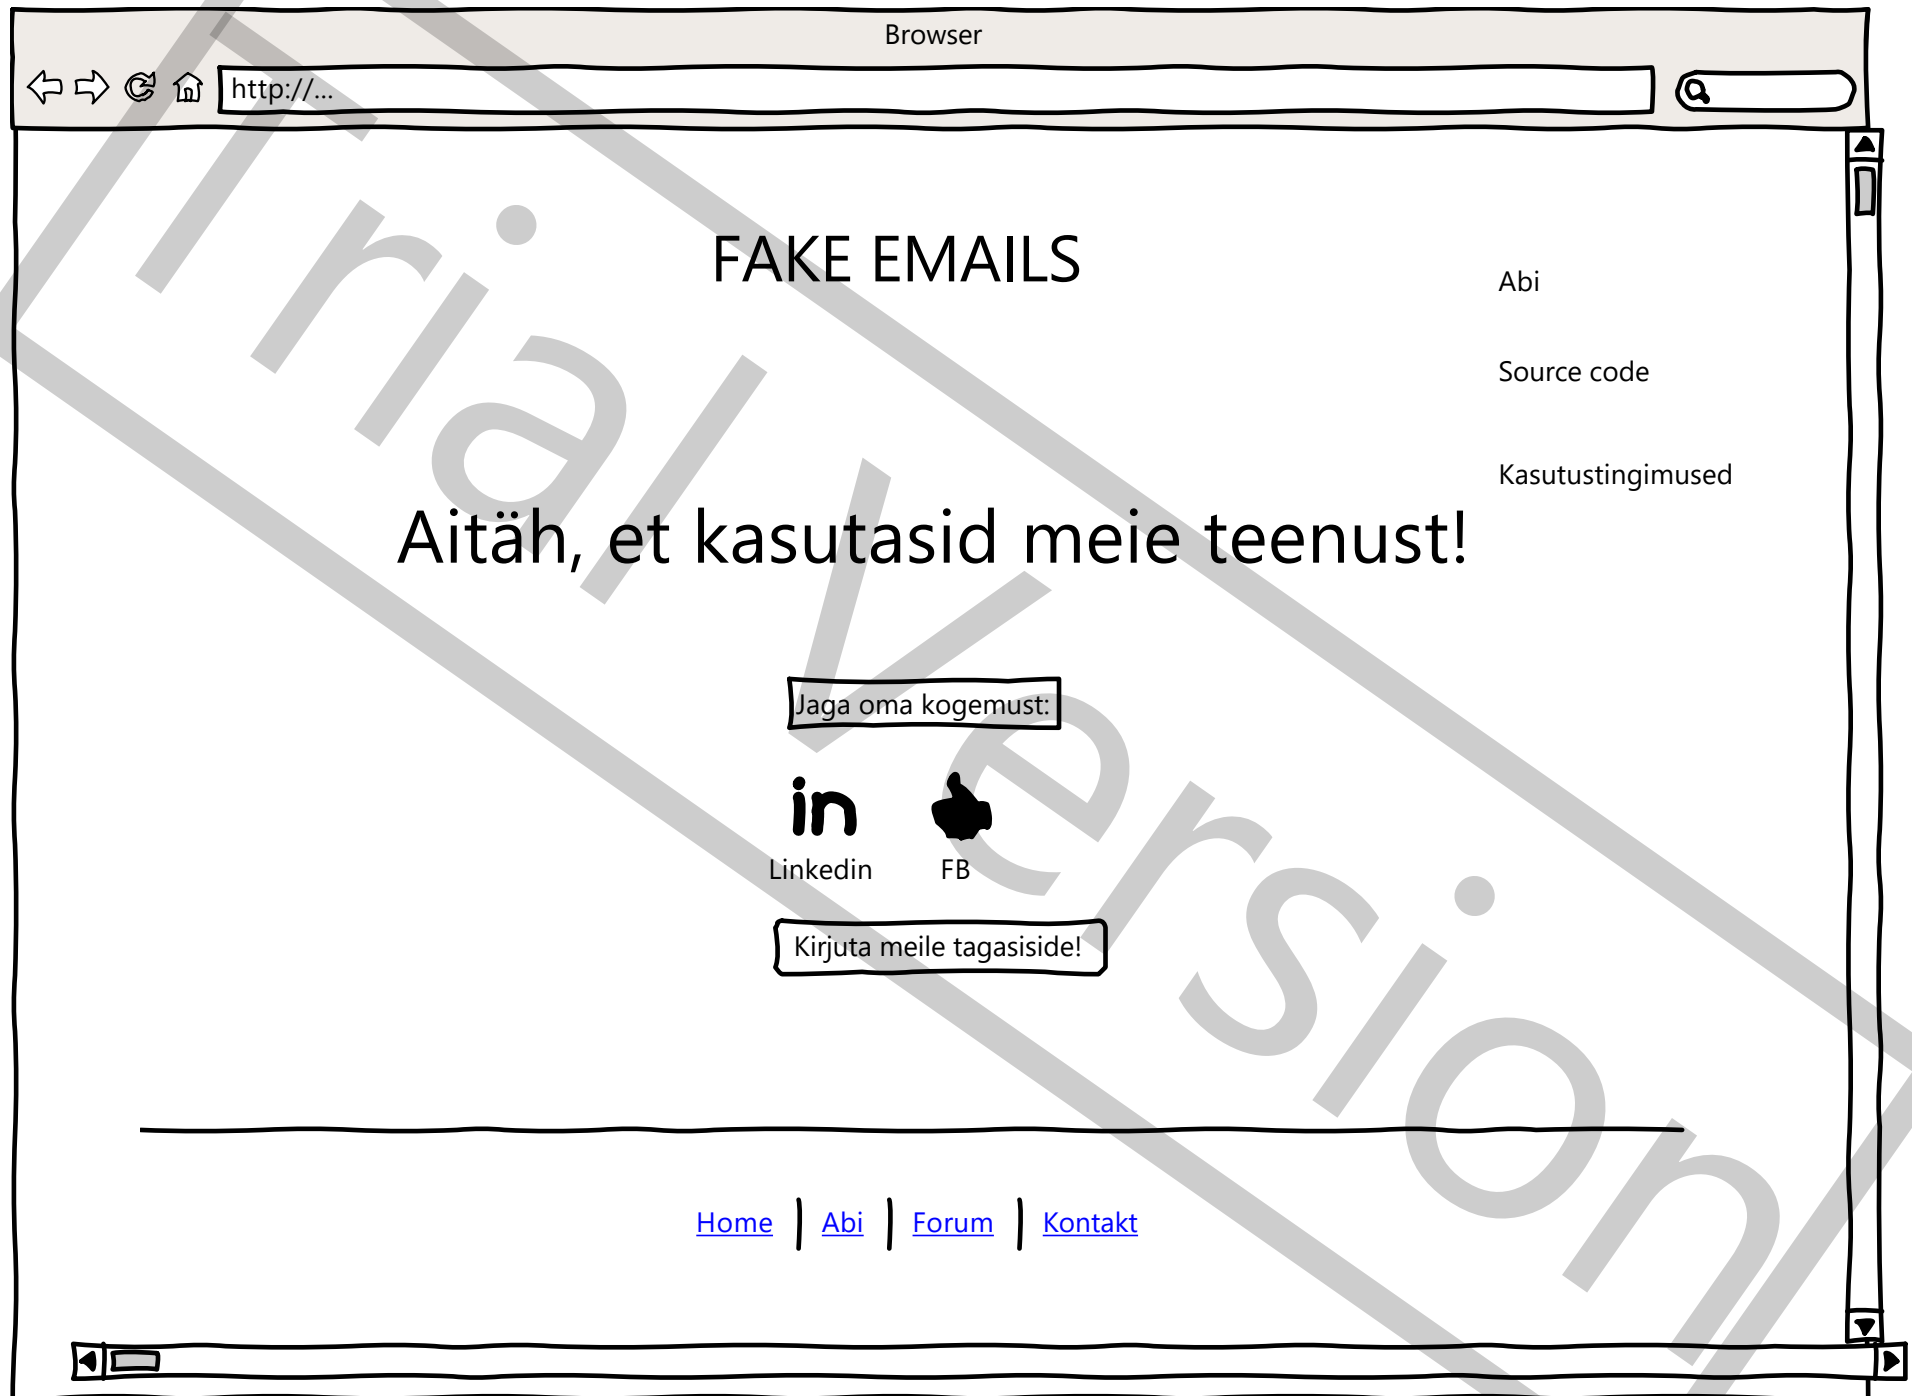 Browser
http://...
FAKE EMAILS
Abi
Source code
Kasutustingimused
Aitäh, et kasutasid meie teenust!
Jaga oma kogemust:
in
Linkedin FB
Kirjuta meile tagasiside!
Home Abi Forum Kontakt
Trial Version